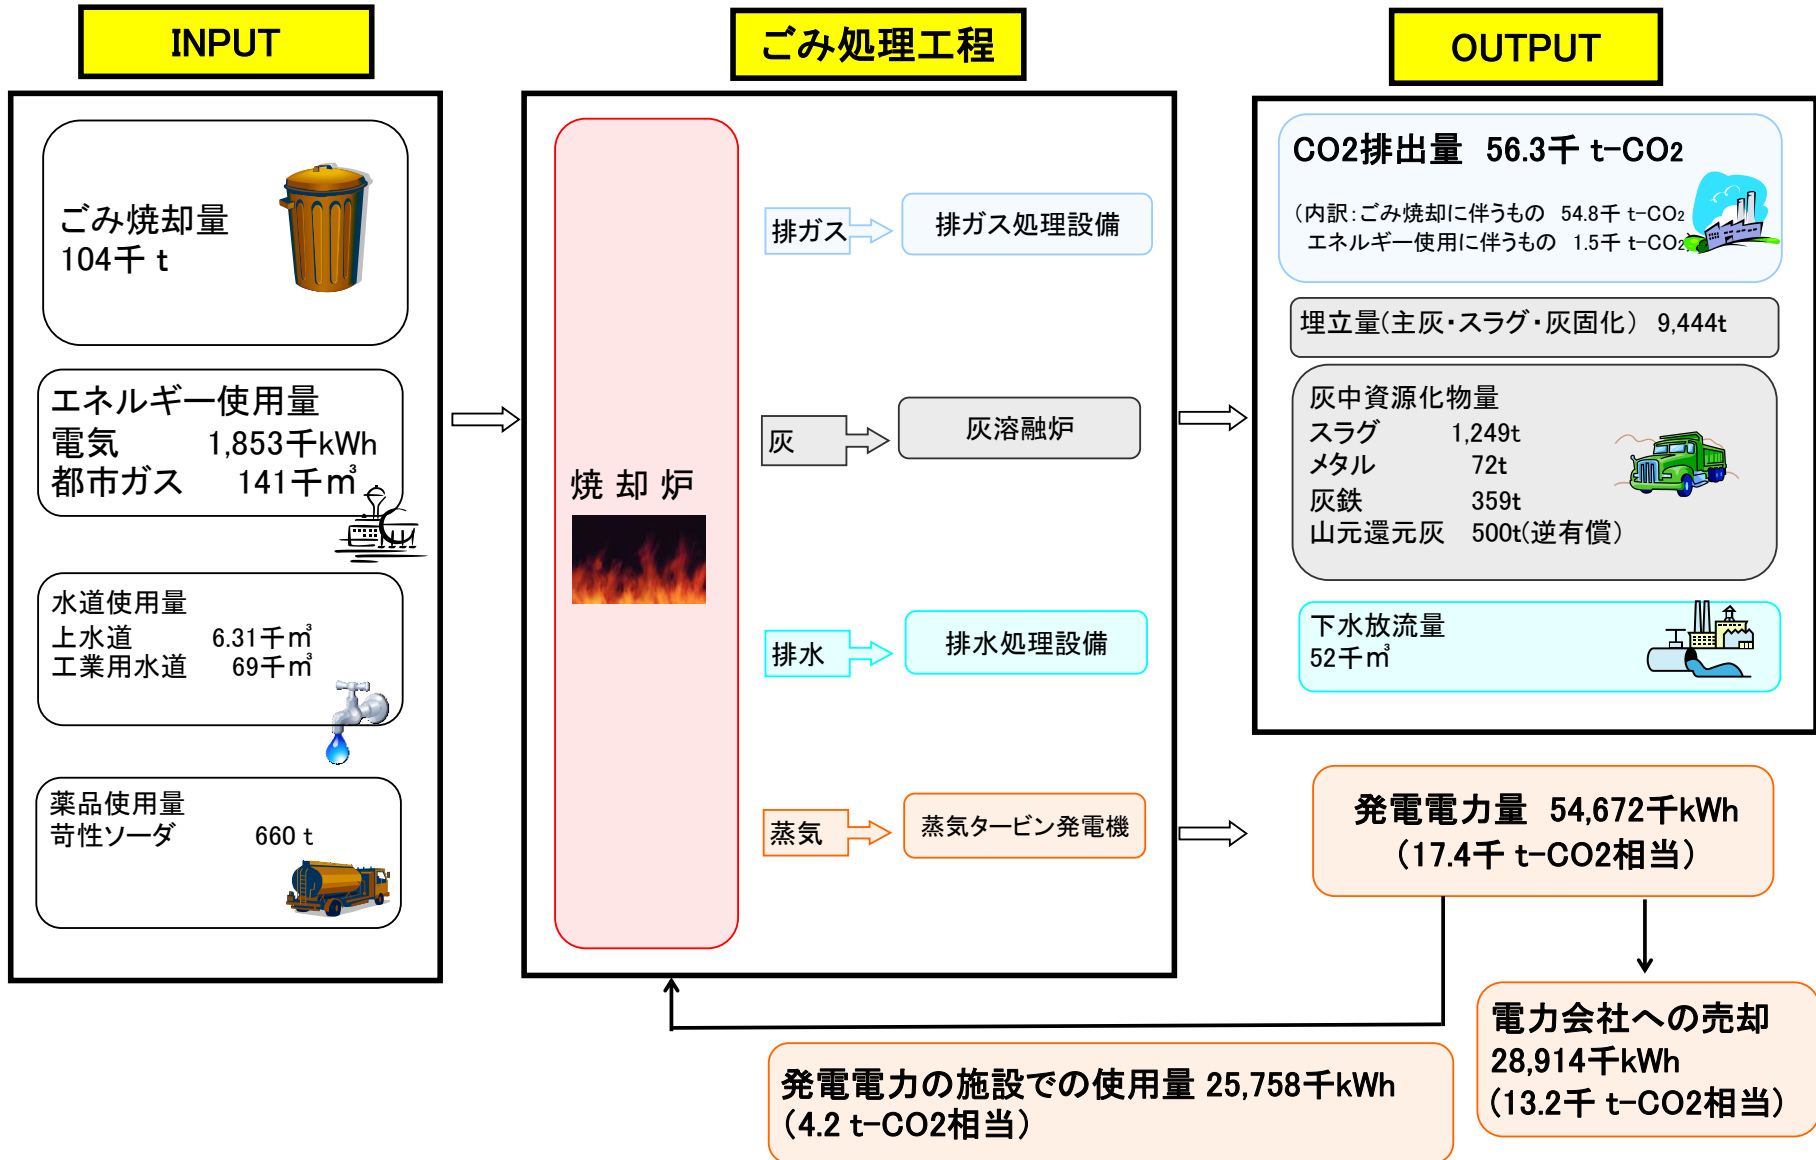 INPUT
ごみ処理工程
OUTPUT
ごみ焼却量
104千 t
エネルギー使用量
電気 1,853千kWh
都市ガス 141千㎥
水道使用量
上水道 6.31千㎥
工業用水道 69千㎥
薬品使用量
苛性ソーダ 660 t
焼 却 炉
排ガス
排ガス処理設備
灰
灰溶融炉
排水
排水処理設備
蒸気
蒸気タービン発電機
CO2排出量 56.3千 t-CO2
(内訳:ごみ焼却に伴うもの 54.8千 t-CO2
エネルギー使用に伴うもの 1.5千 t-CO2)
埋立量(主灰・スラグ・灰固化) 9,444t
灰中資源化物量
スラグ 1,249t
メタル 72t
灰鉄 359t
山元還元灰 500t(逆有償)
下水放流量
52千㎥
発電電力量 54,672千kWh
(17.4千 t-CO2相当)
電力会社への売却
28,914千kWh
(13.2千 t-CO2相当)
発電電力の施設での使用量 25,758千kWh
(4.2 t-CO2相当)